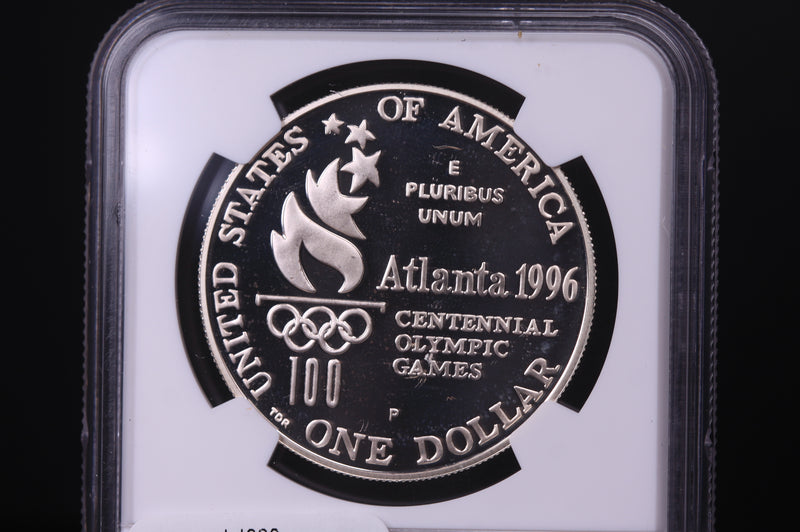 UNITED STATES OF AMERICA
E
PLURIBUS
UNUM
Atlanta 1996
CENTENNIAL
OLYMPIC
GAMES
100
P
TDR
ONE DOLLAR